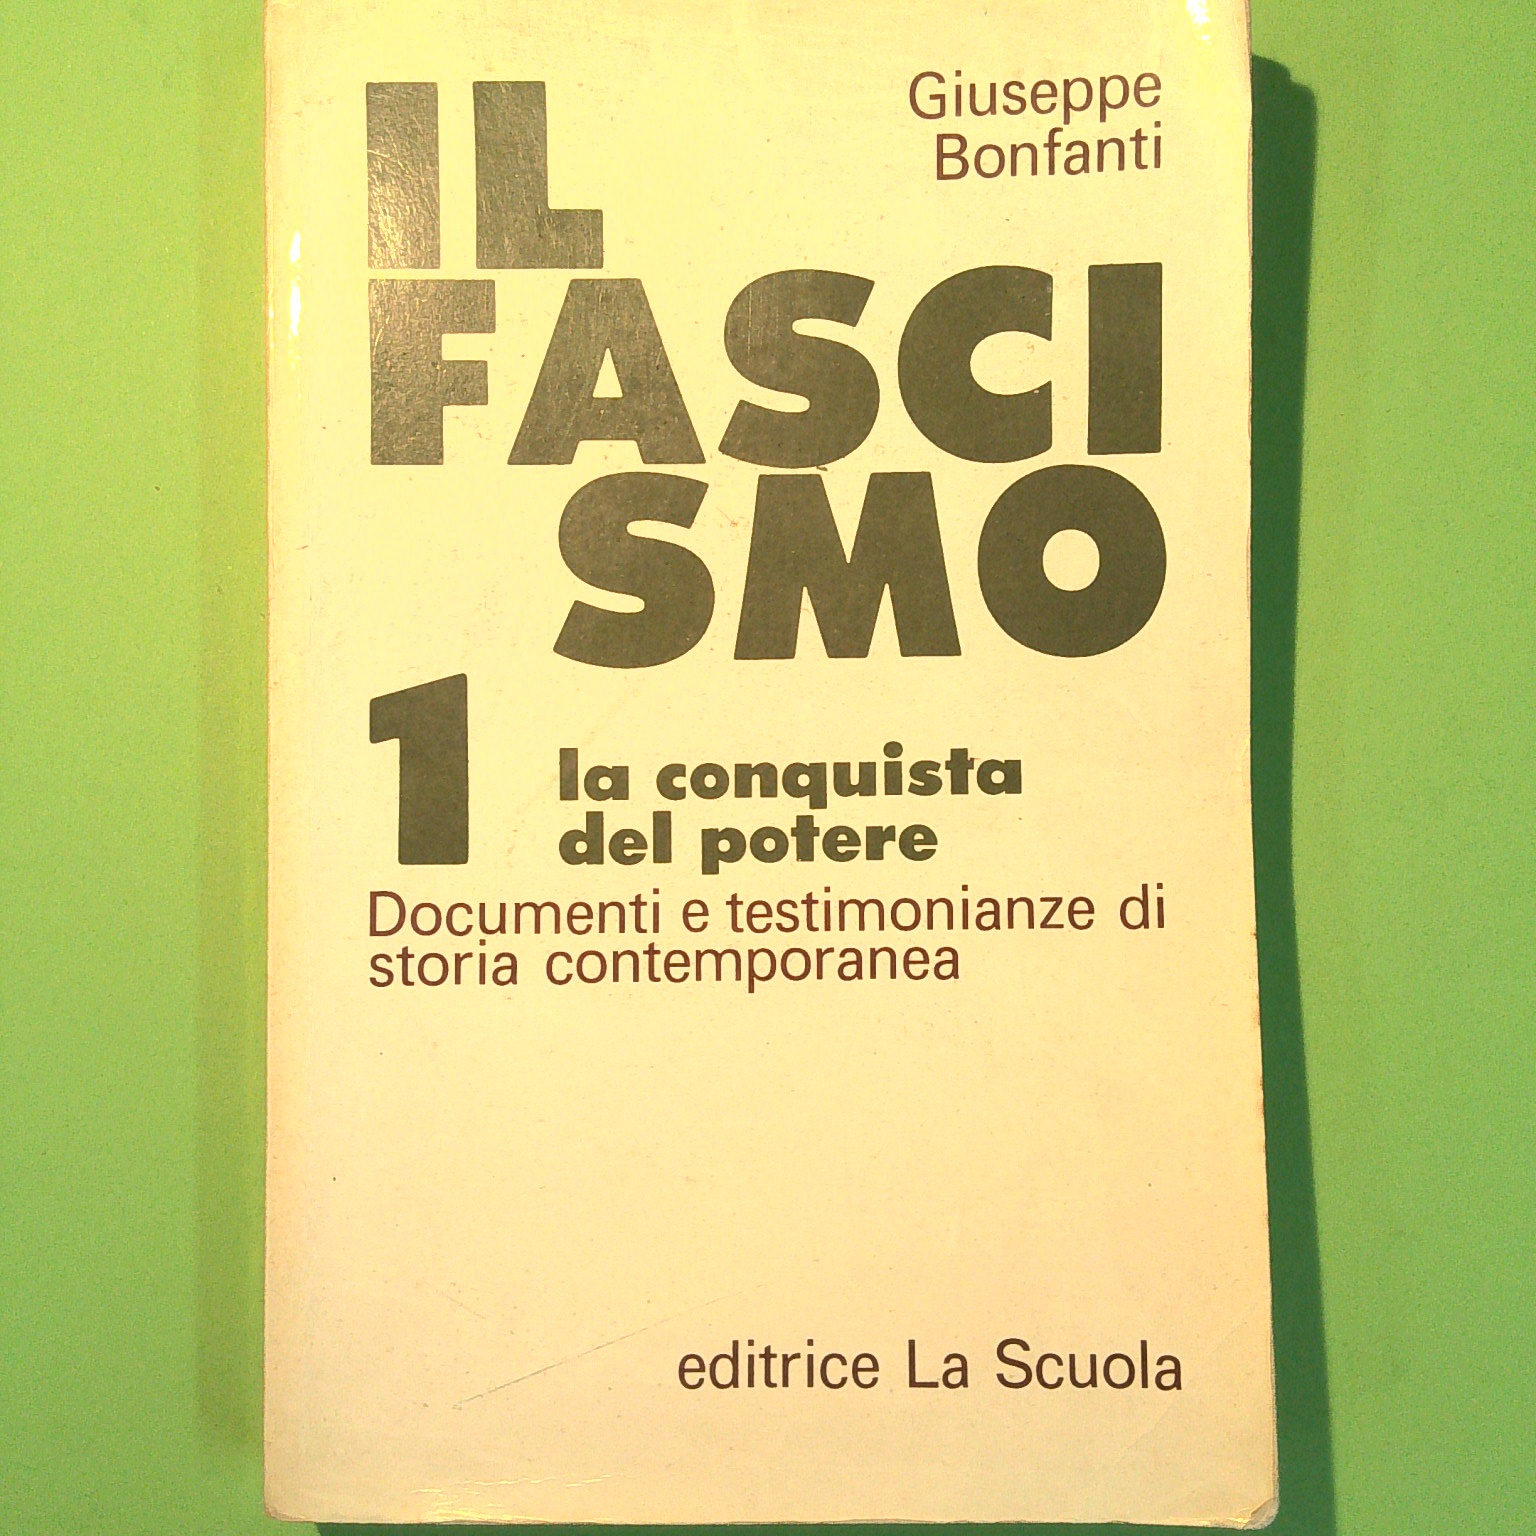 Giuseppe
Bonfanti
IL
FASCI
SMO
1 la conquista
del potere
Documenti e testimonianze di
storia contemporanea
editrice La Scuola